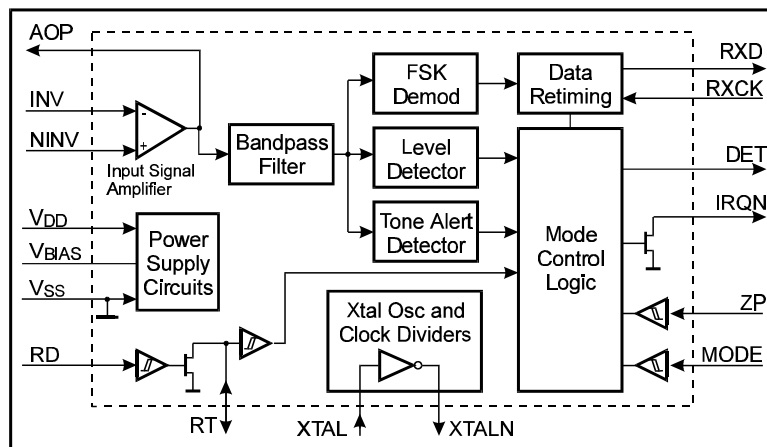 AOP
INV
NINV
-
+
Input Signal
Amplifier
Bandpass
Filter
FSK
Demod
Level
Detector
Tone Alert
Detector
Data
Retiming
Mode
Control
Logic
RXD
RXCK
DET
IRQN
ZP
MODE
VDD
VBIAS
VSS
Power
Supply
Circuits
RD
RT
Xtal Osc and
Clock Dividers
XTAL
XTALN